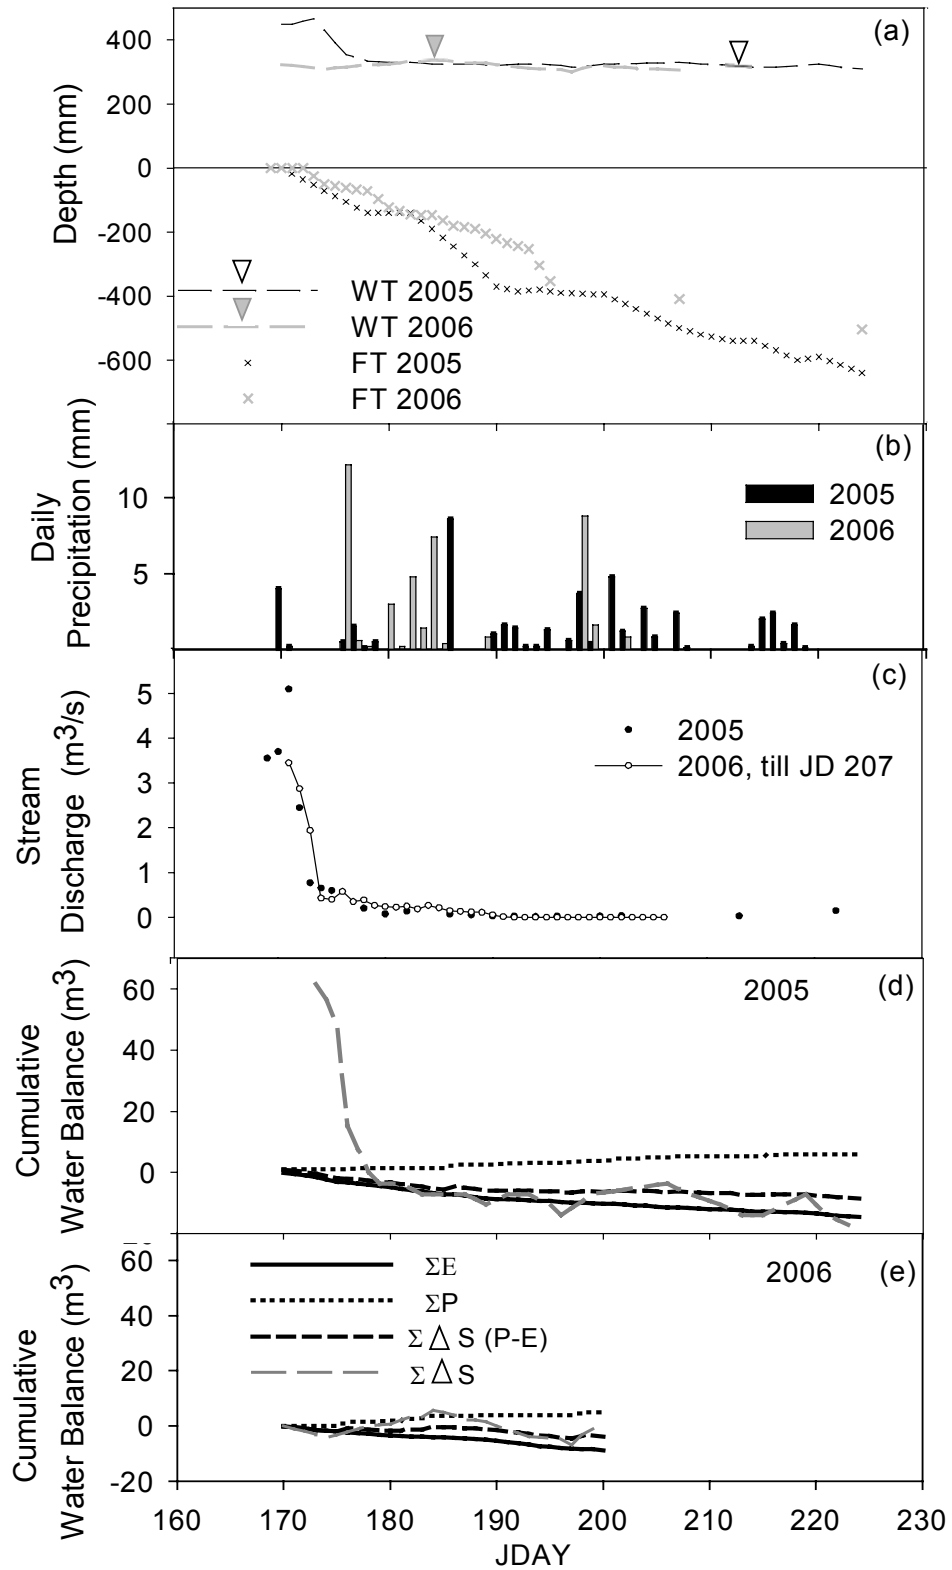 (a)
400
200
0
-200
-400
-600
Depth (mm)
WT 2005
WT 2006
FT 2005
FT 2006
(b)
10
5
Daily
Precipitation (mm)
2005
2006
(c)
5
4
3
2
1
0
Stream
Discharge (m3/s)
2005
2006, till JD 207
(d)
2005
60
40
20
0
Cumulative
Water Balance (m3)
(e)
2006
60
40
20
0
-20
Cumulative
Water Balance (m3)
ΣE
ΣP
Σ △ S (P-E)
Σ △ S
160 170 180 190 200 210 220 230
JDAY